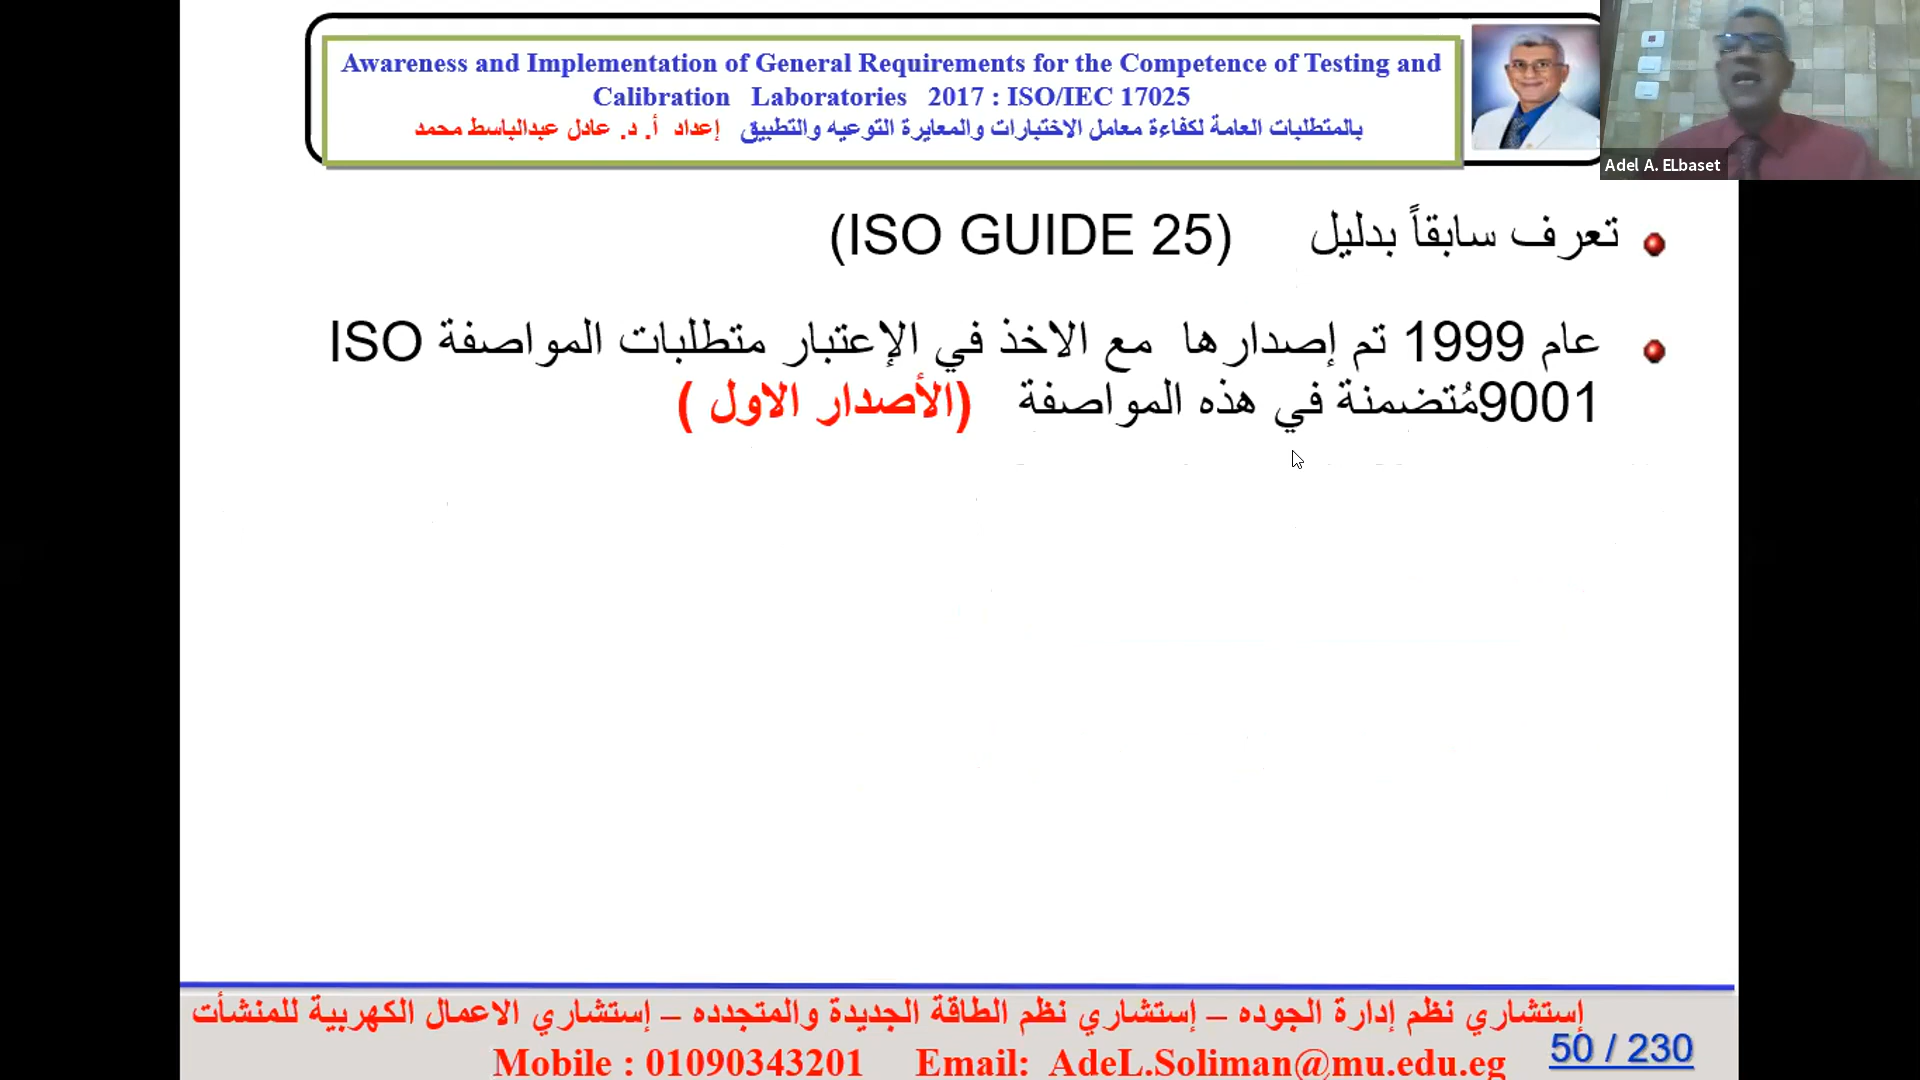 Awareness and Implementation of General Requirements for the Competence of Testing and
Calibration Laboratories 2017 : ISO/IEC 17025
بالمتطلبات العامة لكفاءة معامل الاختبارات والمعايرة التوعيه والتطبيق إعداد أ. د. عادل عبدالباسط محمد
Adel A. ELbaset
تعرف سابقاً بدليل (ISO GUIDE 25)
عام 1999 تم إصدارها مع الاخذ في الإعتبار متطلبات المواصفة ISO
9001مُتضمنة في هذه المواصفة (الأصدار الاول )
إستشاري نظم إدارة الجوده – إستشاري نظم الطاقة الجديدة والمتجدده – إستشاري الاعمال الكهربية للمنشأت
Mobile : 01090343201 Email: AdeL.Soliman@mu.edu.eg
50 / 230